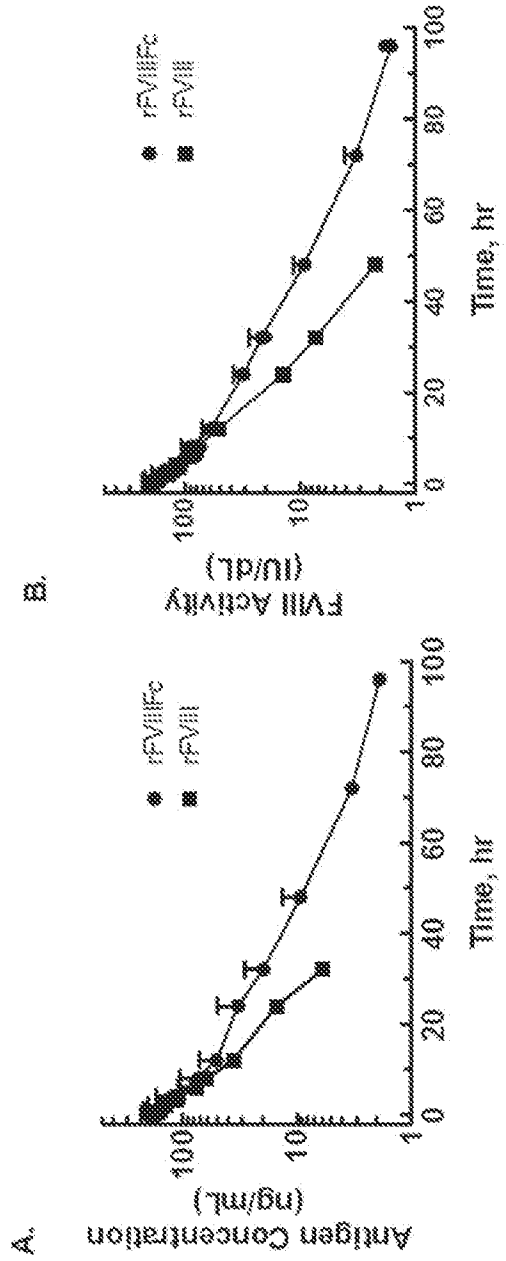 A.
Antigen Concentration
(ng/mL)
100
10
1
0
20
40
60
80
100
Time, hr
rFVIIIFc
rFVIII
B.
FVIII Activity
(IU/dL)
100
10
1
0
20
40
60
80
100
Time, hr
rFVIIIFc
rFVIII